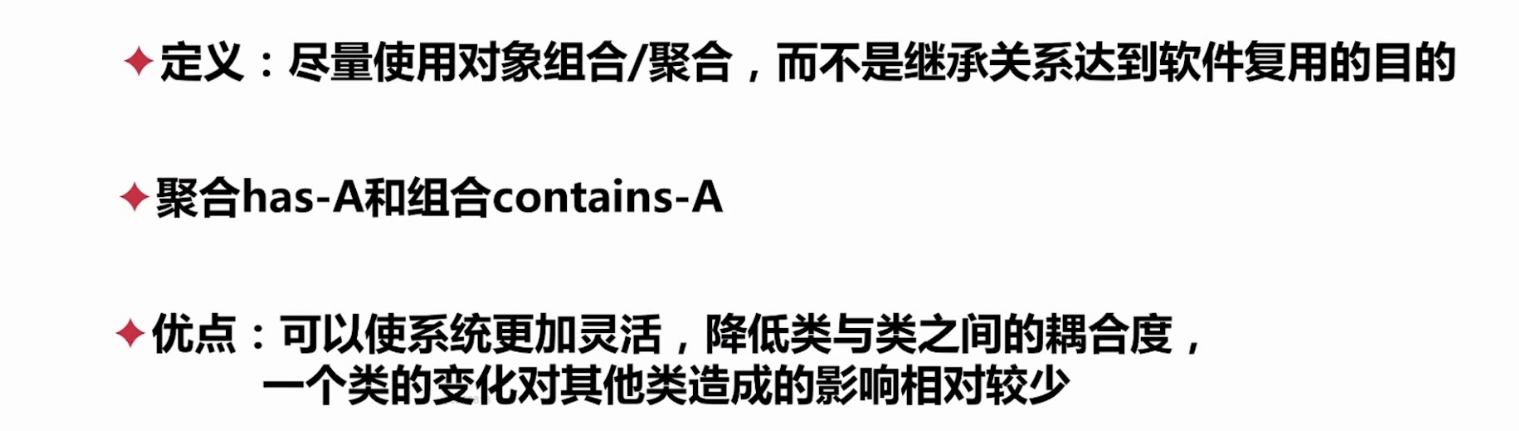 定义：尽量使用对象组合/聚合，而不是继承关系达到软件复用的目的
聚合has-A和组合contains-A
优点：可以使系统更加灵活，降低类与类之间的耦合度，
一个类的变化对其他类造成的影响相对较少